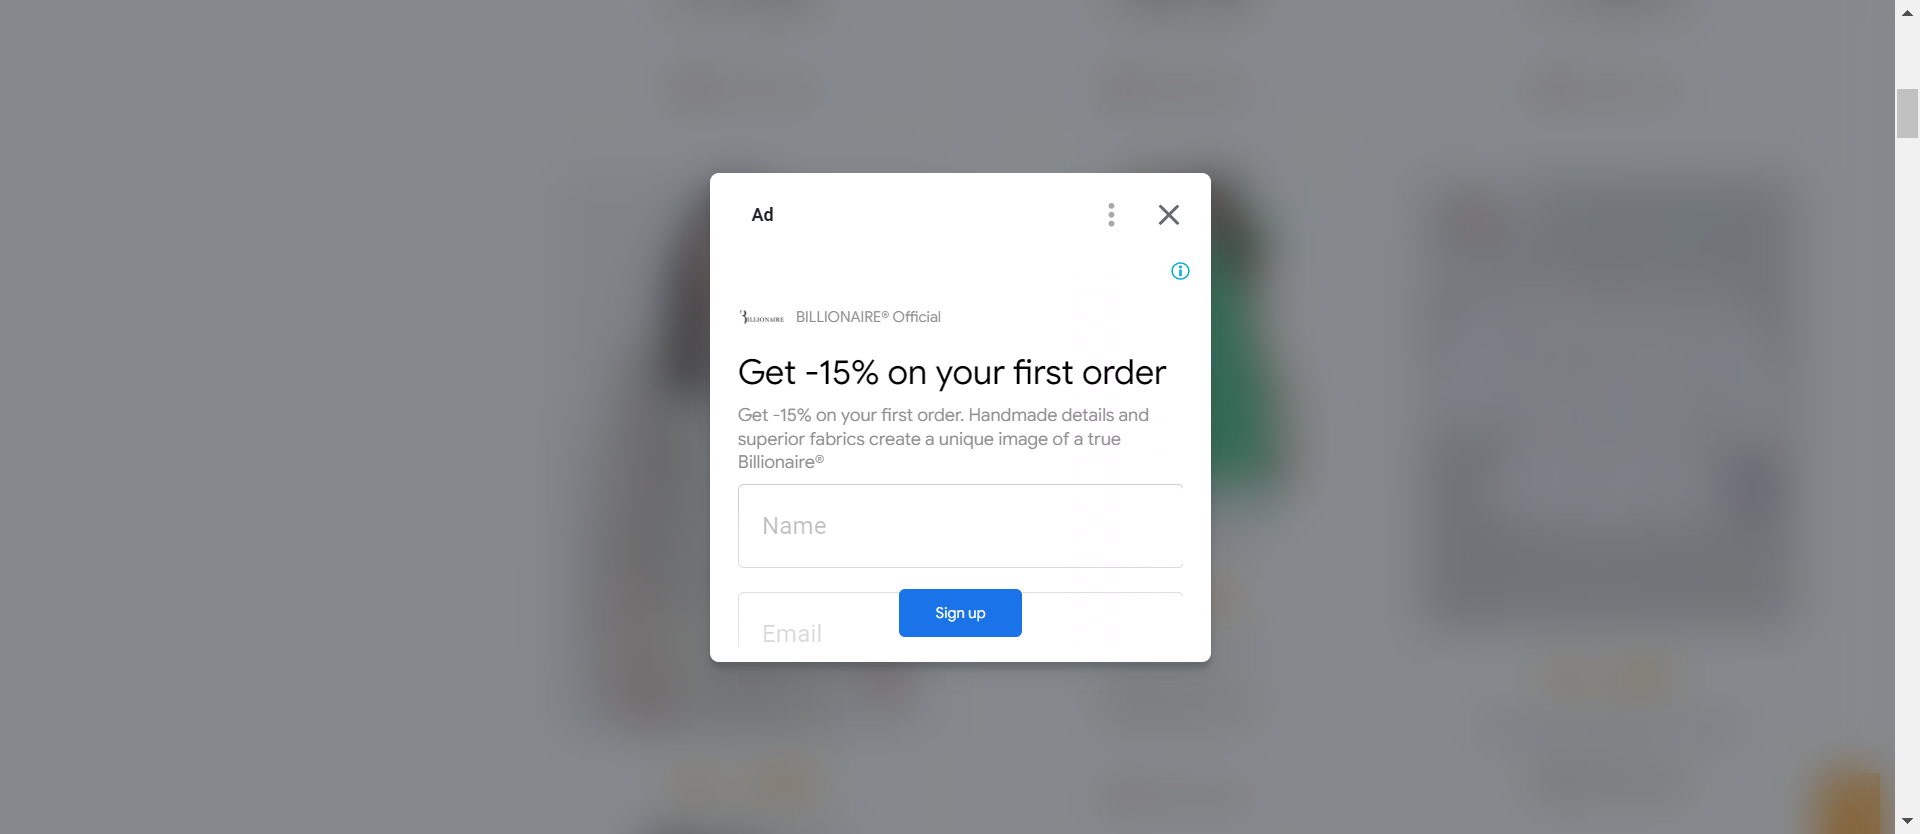 Ad
BILLIONAIRE BILLIONAIRE® Official
Get -15% on your first order
Get -15% on your first order. Handmade details and
superior fabrics create a unique image of a true
Billionaire®
Name
Email
Sign up